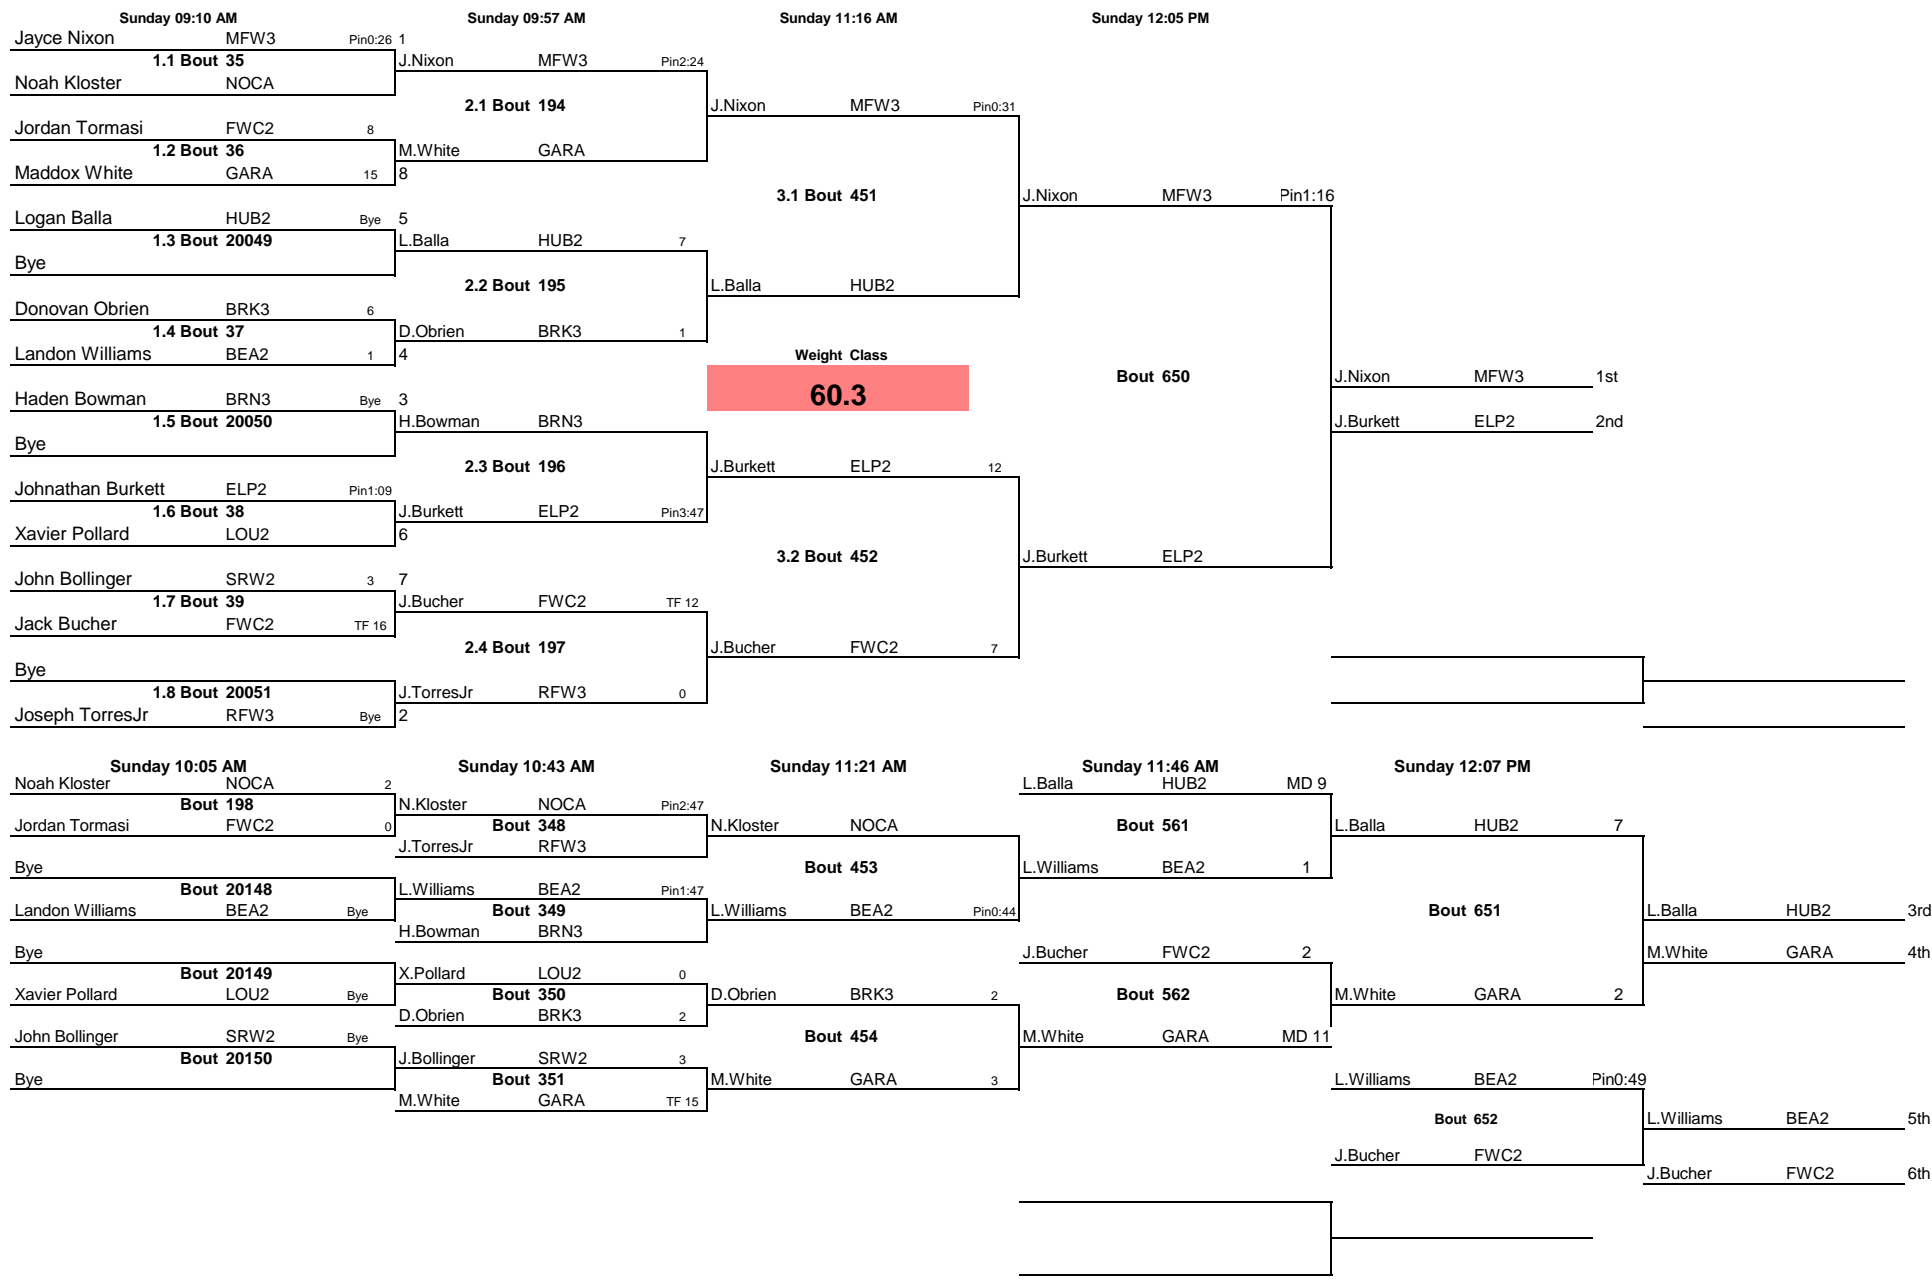 Sunday 09:10 AM Sunday 09:57 AM Sunday 11:16 AM Sunday 12:05 PM
Jayce Nixon MFW3 Pin0:26 1
1.1 Bout 35 J.Nixon MFW3 Pin2:24
Noah Kloster NOCA
2.1 Bout 194 J.Nixon MFW3 Pin0:31
Jordan Tormasi FWC2 8
1.2 Bout 36 M.White GARA
Maddox White GARA 15 8
3.1 Bout 451 J.Nixon MFW3 Pin1:16
Logan Balla HUB2 Bye 5
1.3 Bout 20049 L.Balla HUB2 7
Bye
2.2 Bout 195 L.Balla HUB2
Donovan Obrien BRK3 6
1.4 Bout 37 D.Obrien BRK3 1
Landon Williams BEA2 1 4 Weight Class
Bout 650 J.Nixon MFW3 1st
Haden Bowman BRN3 Bye 3 60.3
1.5 Bout 20050 H.Bowman BRN3 J.Burkett ELP2 2nd
Bye
2.3 Bout 196 J.Burkett ELP2 12
Johnathan Burkett ELP2 Pin1:09
1.6 Bout 38 J.Burkett ELP2 Pin3:47
Xavier Pollard LOU2 6
3.2 Bout 452 J.Burkett ELP2
John Bollinger SRW2 3 7
1.7 Bout 39 J.Bucher FWC2 TF 12
Jack Bucher FWC2 TF 16
2.4 Bout 197 J.Bucher FWC2 7
Bye
1.8 Bout 20051 J.TorresJr RFW3 0
Joseph TorresJr RFW3 Bye 2
Sunday 10:05 AM Sunday 10:43 AM Sunday 11:21 AM Sunday 11:46 AM Sunday 12:07 PM
Noah Kloster NOCA 2 L.Balla HUB2 MD 9
Bout 198 N.Kloster NOCA Pin2:47
Jordan Tormasi FWC2 0 Bout 348 N.Kloster NOCA Bout 561 L.Balla HUB2 7
J.TorresJr RFW3
Bye Bout 453 L.Williams BEA2 1
Bout 20148 L.Williams BEA2 Pin1:47
Landon Williams BEA2 Bye Bout 349 L.Williams BEA2 Pin0:44 Bout 651 L.Balla HUB2 3rd
H.Bowman BRN3
Bye J.Bucher FWC2 2 M.White GARA 4th
Bout 20149 X.Pollard LOU2 0
Xavier Pollard LOU2 Bye Bout 350 D.Obrien BRK3 2 Bout 562 M.White GARA 2
D.Obrien BRK3 2
John Bollinger SRW2 Bye Bout 454 M.White GARA MD 11
Bout 20150 J.Bollinger SRW2 3
Bye Bout 351 M.White GARA 3 L.Williams BEA2 Pin0:49
M.White GARA TF 15
Bout 652 L.Williams BEA2 5th
J.Bucher FWC2
J.Bucher FWC2 6th